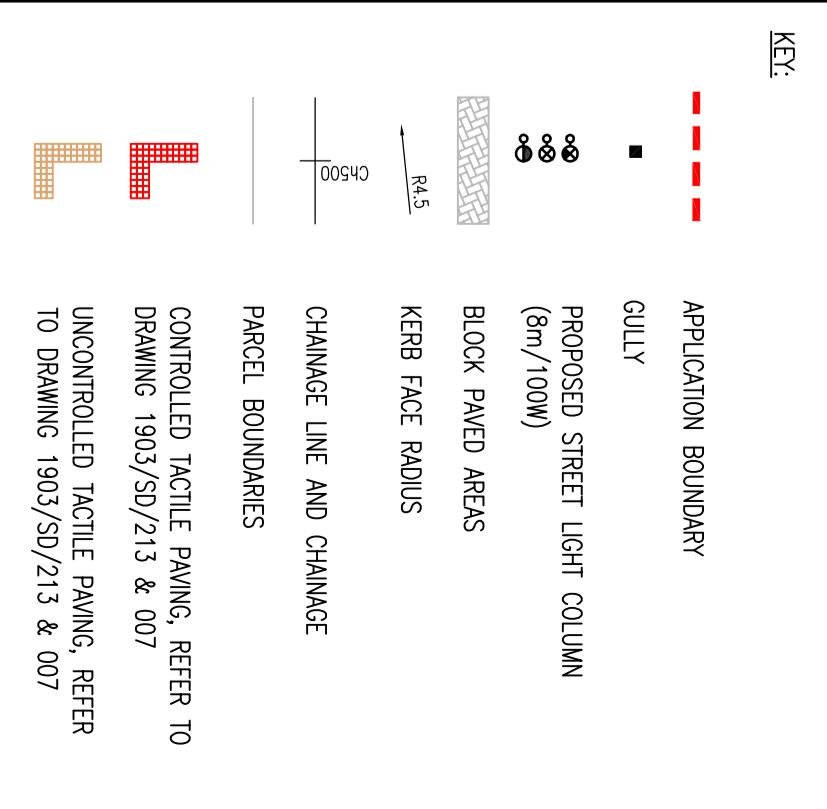 KEY:
APPLICATION BOUNDARY
GULLY
PROPOSED STREET LIGHT COLUMN
(8m/100W)
BLOCK PAVED AREAS
R4.5
KERB FACE RADIUS
Ch500
CHAINAGE LINE AND CHAINAGE
PARCEL BOUNDARIES
CONTROLLED TACTILE PAVING, REFER TO
DRAWING 1903/SD/213 & 007
UNCONTROLLED TACTILE PAVING, REFER
TO DRAWING 1903/SD/213 & 007